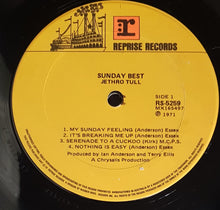 REPRISE RECORDS
SUNDAY BEST
JETHRO TULL
SIDE 1
RS-5259
MX165497
℗ 1971
1. MY SUNDAY FEELING (Anderson) Essex
2. IT'S BREAKING ME UP (Anderson) Essex
3. SERENADE TO A CUCKOO (Kirk) M.C.P.S.
4. NOTHING IS EASY (Anderson) Essex
Produced by Ian Anderson and Terry Ellis
A Chrysalis Production